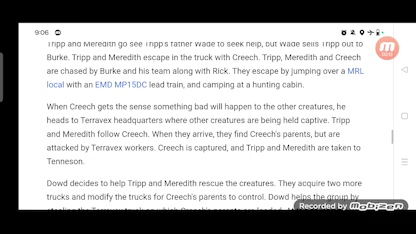 9:06
Tripp and Meredith go see Tripp's father Wade to seek help, but Wade sells Tripp out to
Burke. Tripp and Meredith escape in the truck with Creech. Tripp, Meredith and Creech
are chased by Burke and his team along with Rick. They escape by jumping over a MRL
local with an EMD MP15DC lead train, and camping at a hunting cabin.
When Creech gets the sense something bad will happen to the other creatures, he
heads to Terravex headquarters where other creatures are being held captive. Tripp
and Meredith follow Creech. When they arrive, they find Creech's parents, but are
attacked by Terravex workers. Creech is captured, and Tripp and Meredith are taken to
Tenneson.
Dowd decides to help Tripp and Meredith rescue the creatures. They acquire two more
trucks and modify the trucks for Creech's parents to control. Dowd helps the group by
Recorded by Mobizen